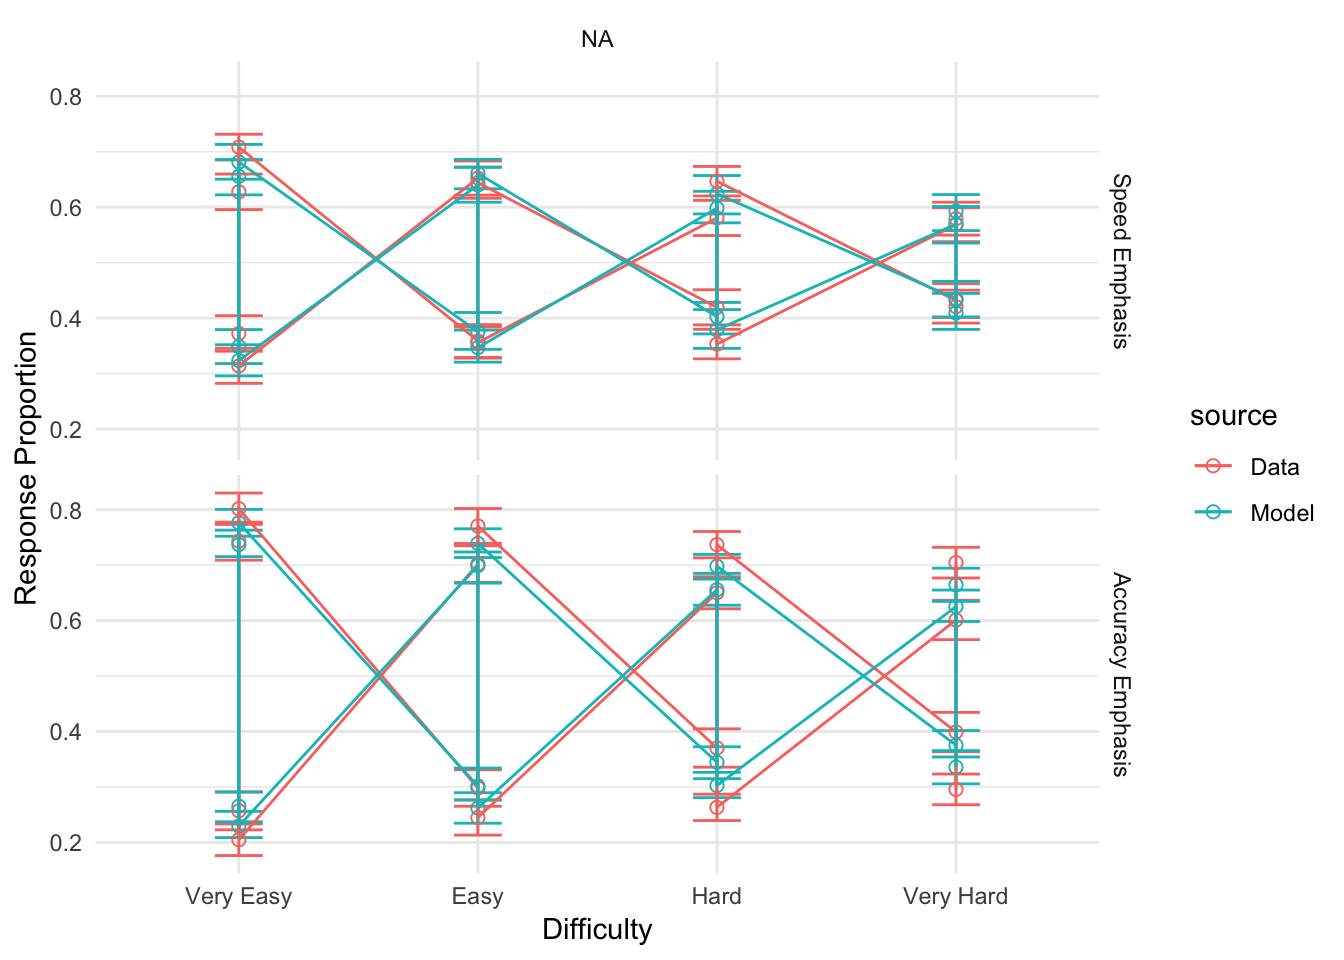 NA
Response Proportion
0.8
0.6
0.4
0.2
Speed Emphasis
0.8
0.6
0.4
0.2
Accuracy Emphasis
Very Easy
Easy
Hard
Very Hard
Difficulty
source
Data
Model